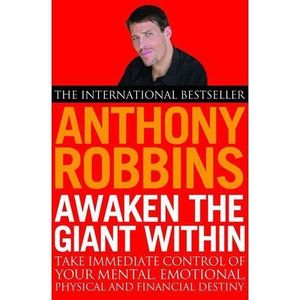 THE INTERNATIONAL BESTSELLER
ANTHONY
ROBBINS
AWAKEN THE
GIANT WITHIN
TAKE IMMEDIATE CONTROL OF
YOUR MENTAL, EMOTIONAL,
PHYSICAL AND FINANCIAL DESTINY